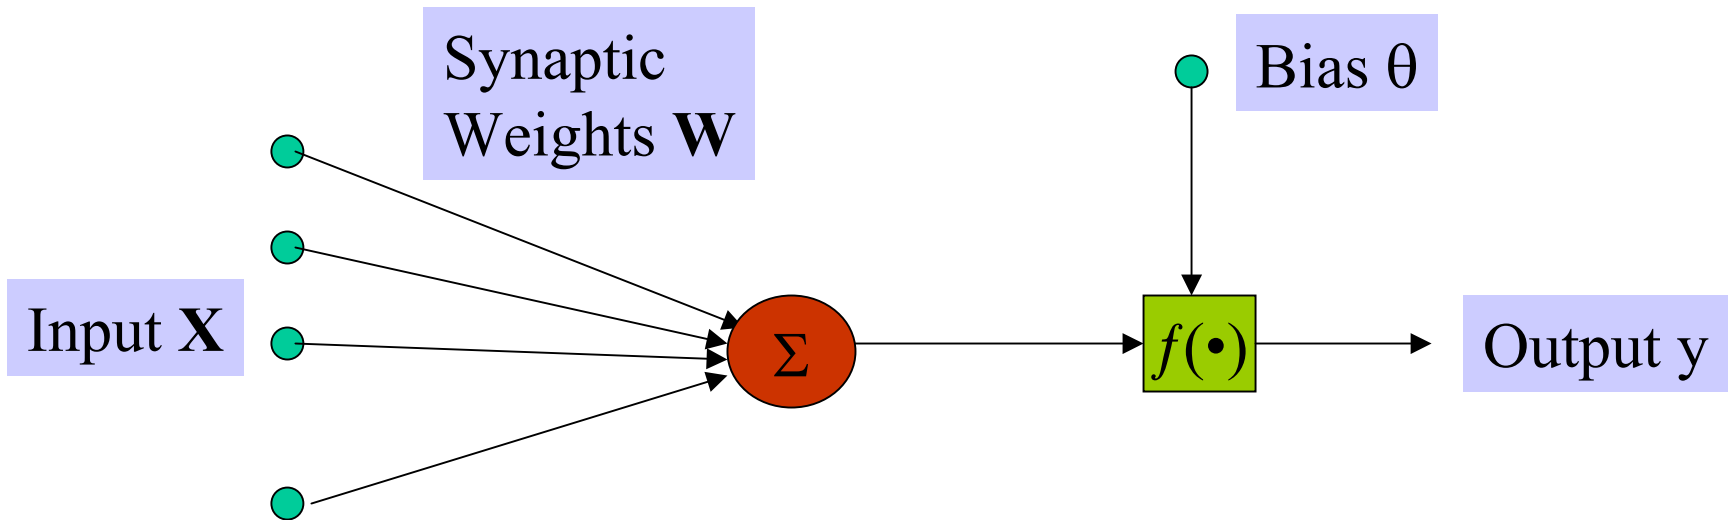 Synaptic
Weights W
Bias θ
Input X
Σ
f(•)
Output y